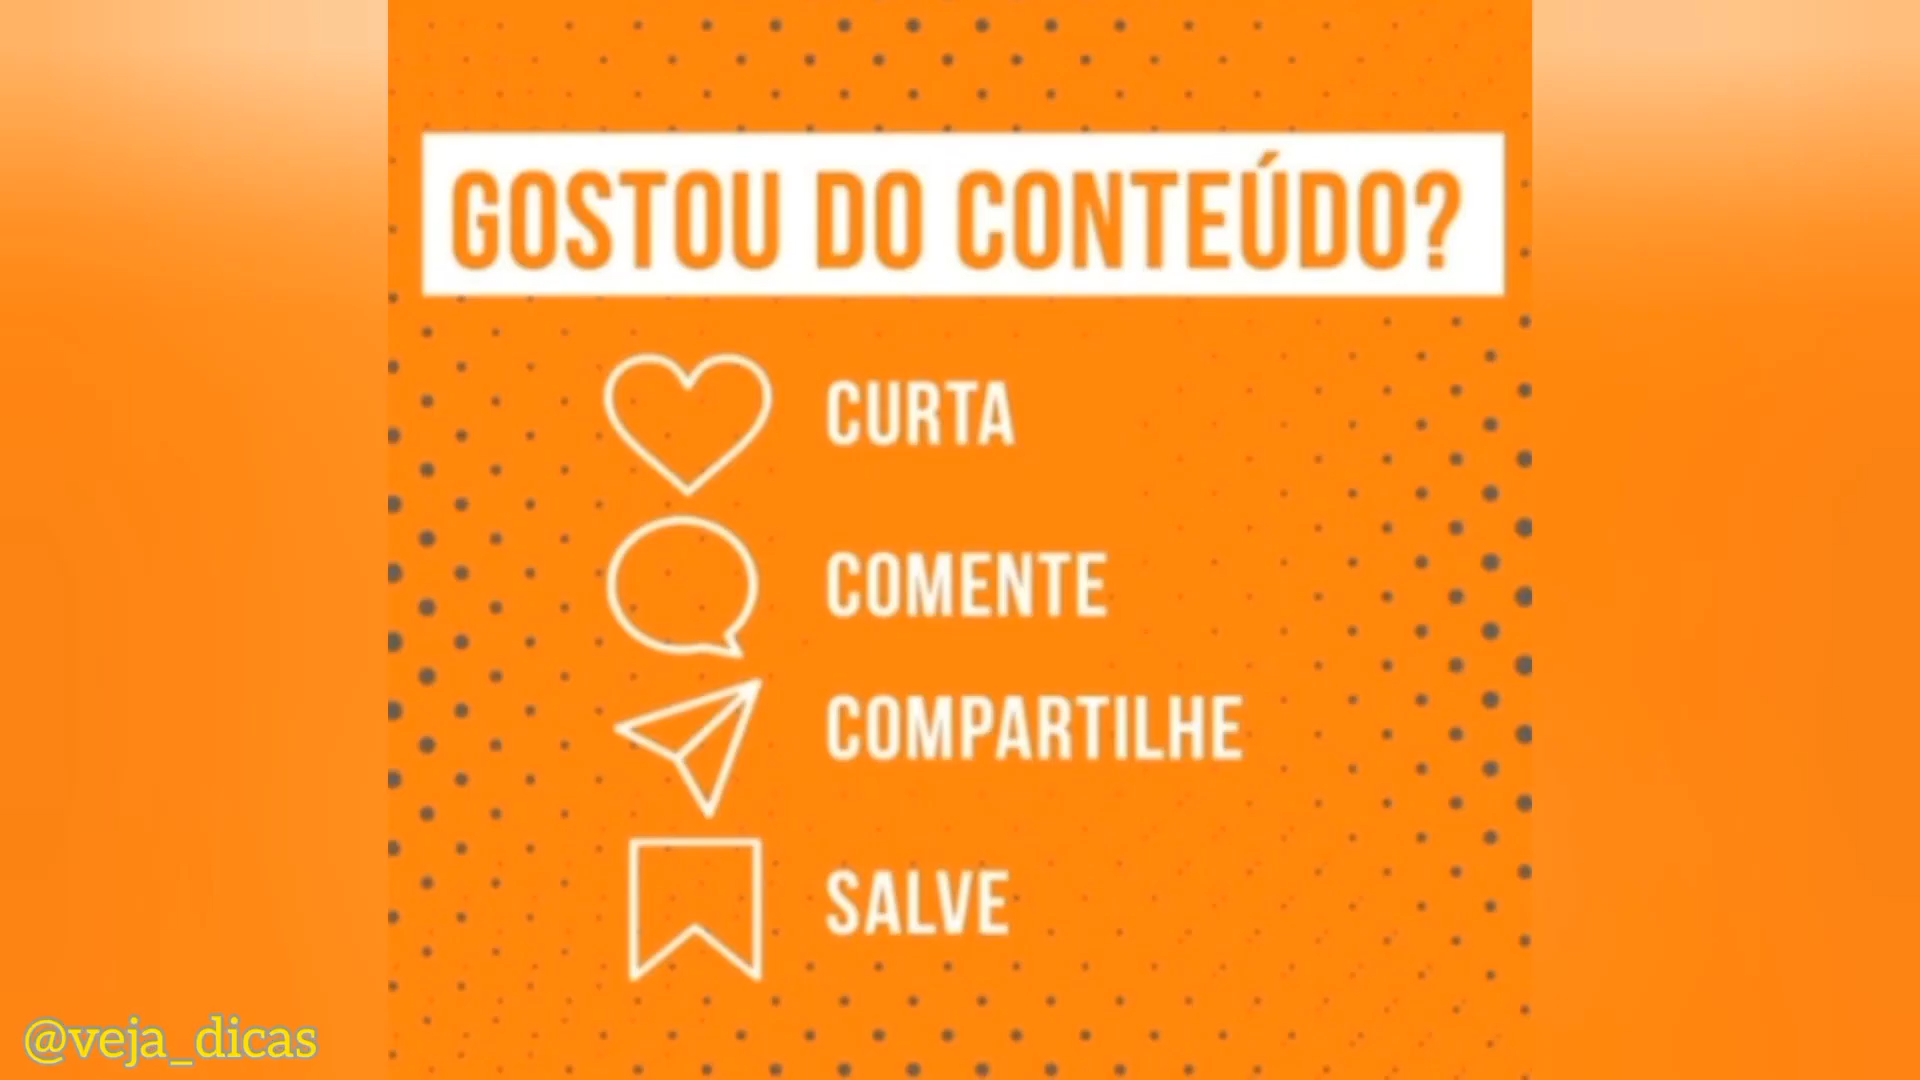 GOSTOU DO CONTEÚDO?
CURTA
COMENTE
COMPARTILHE
SALVE
@veja_dicas